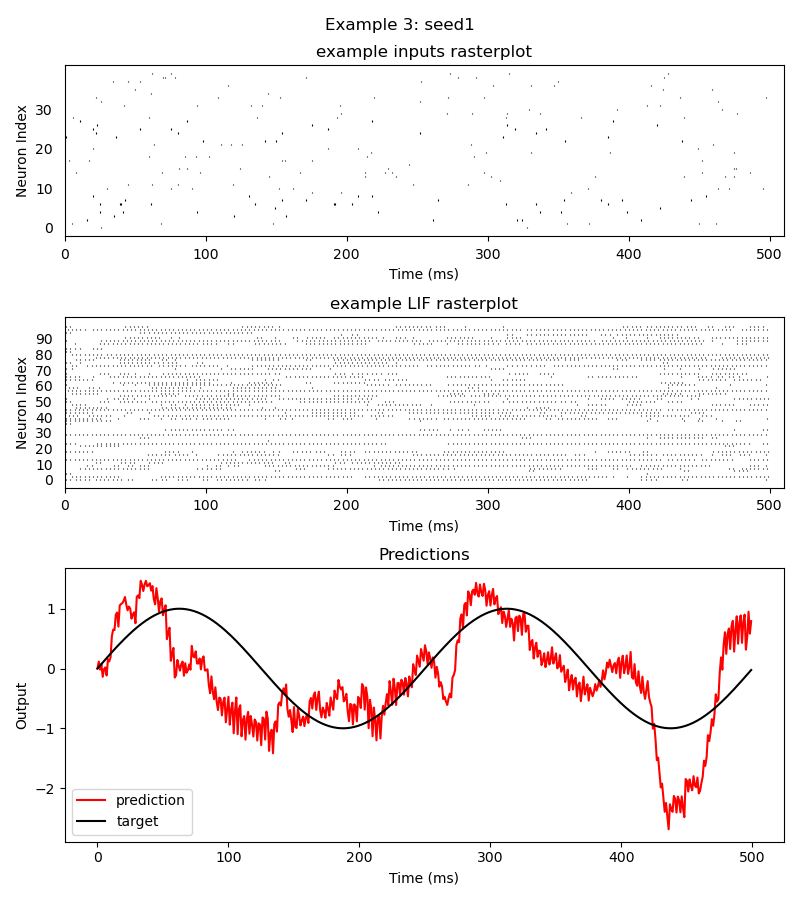 Example 3: seed1
example inputs rasterplot
Neuron Index
30
20
10
0
0 100 200 300 400 500
Time (ms)
example LIF rasterplot
Neuron Index
90
80
70
60
50
40
30
20
10
0
0 100 200 300 400 500
Time (ms)
Predictions
Output
1
0
−1
−2
prediction
target
0 100 200 300 400 500
Time (ms)